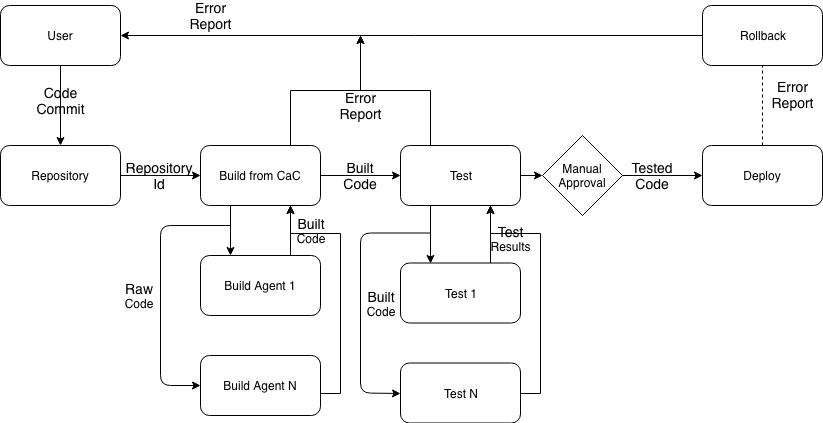 Error
Report
User
Rollback
Code
Commit
Error
Report
Error
Report
Repository
Repository
Id
Build from CaC
Built
Code
Test
Manual
Approval
Tested
Code
Deploy
Built
Code
Test
Results
Raw
Code
Build Agent 1
Built
Code
Test 1
Build Agent N
Test N